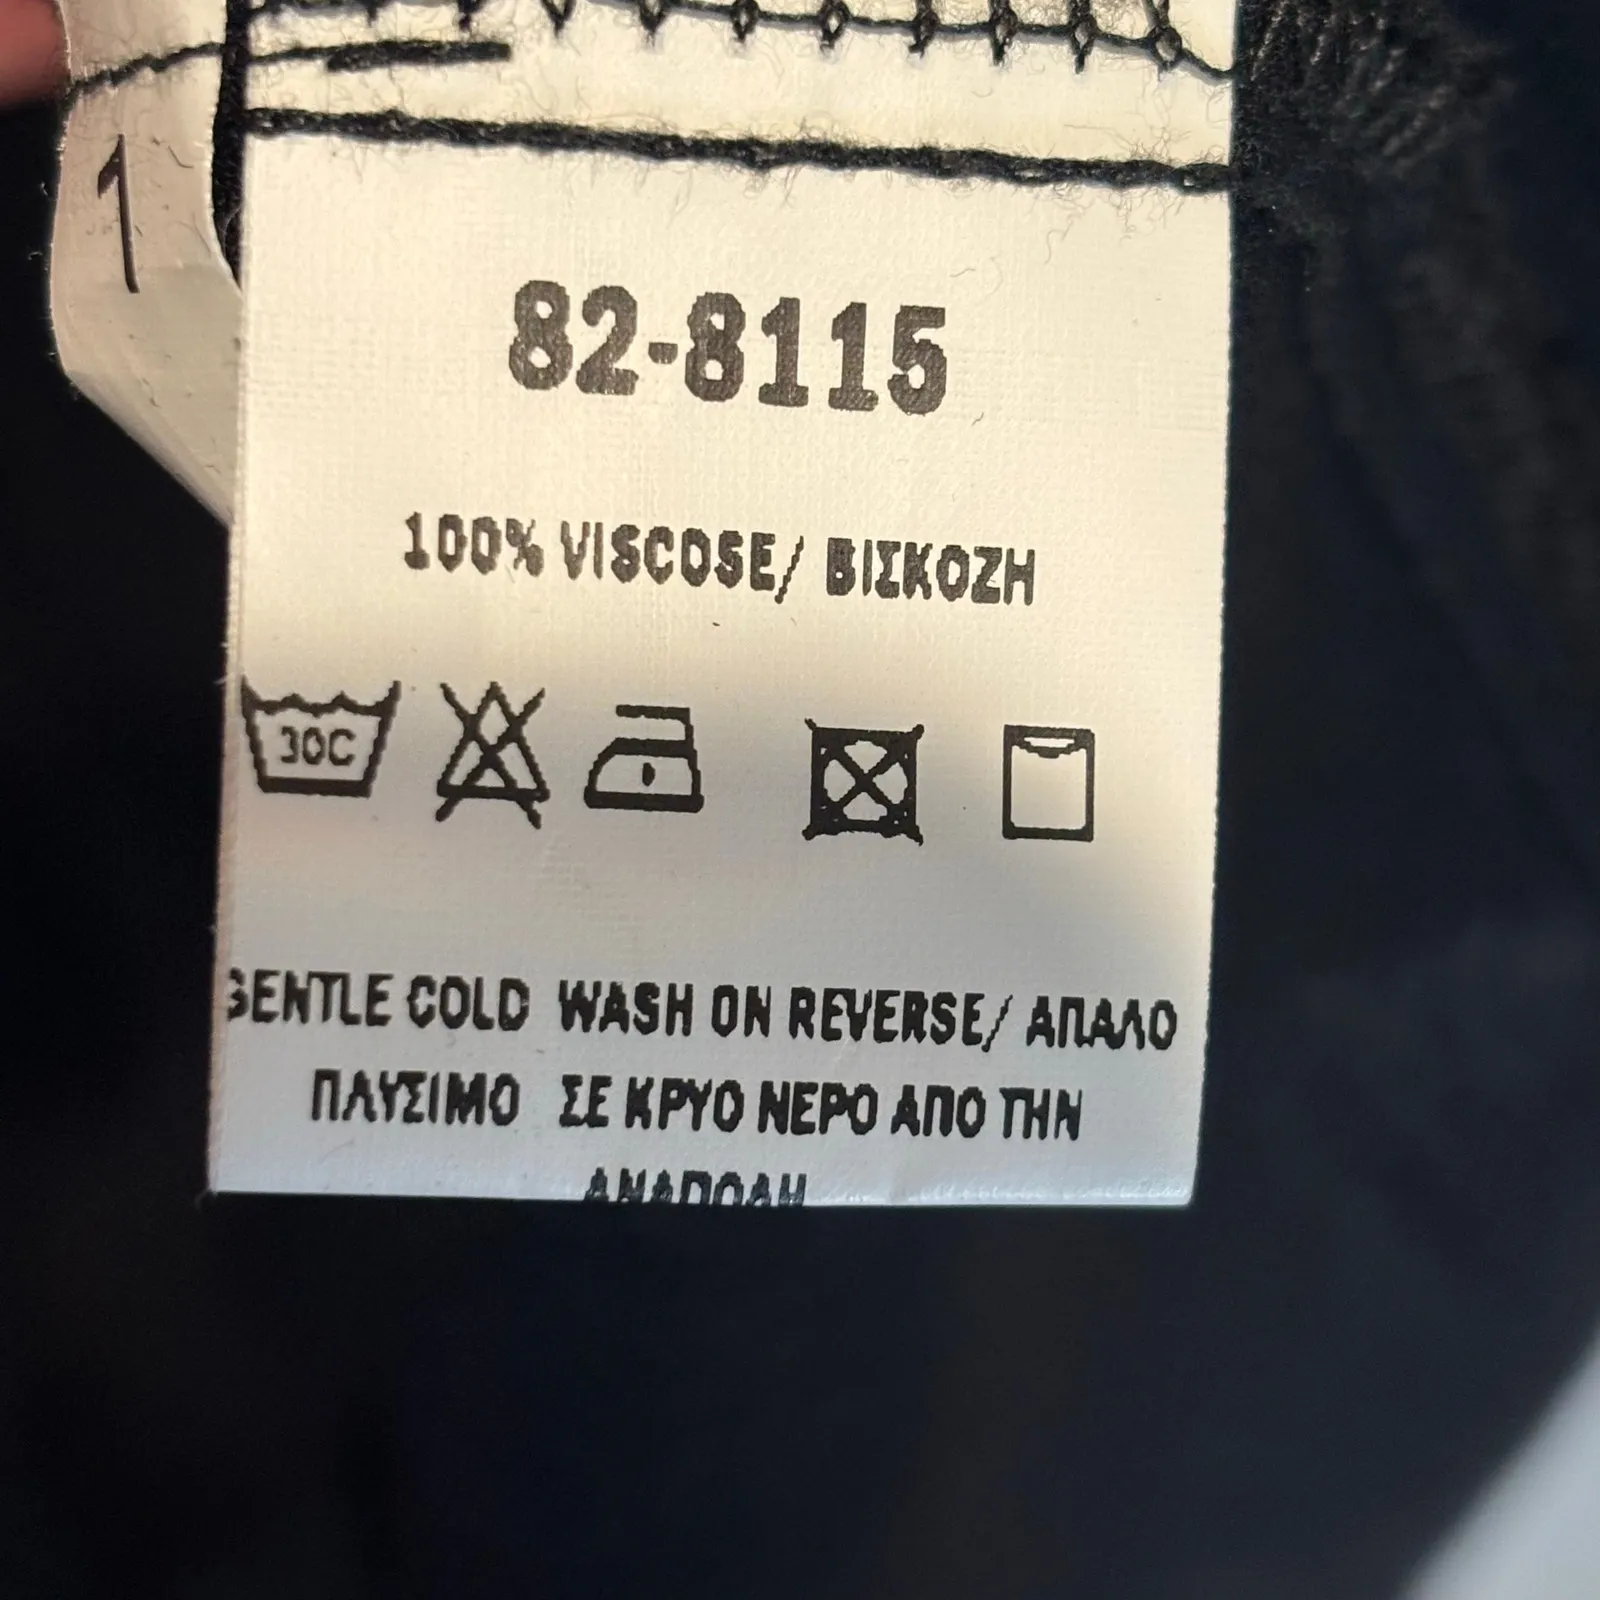 1
82-8115
100% VISCOSE/ ΒΙΣΚΟΖΗ
30C
GENTLE COLD WASH ON REVERSE/ ΑΠΑΛΟ
ΠΛΥΣΙΜΟ ΣΕ ΚΡΥΟ ΝΕΡΟ ΑΠΟ ΤΗΝ
ΑΝΑΠΟΔΗ